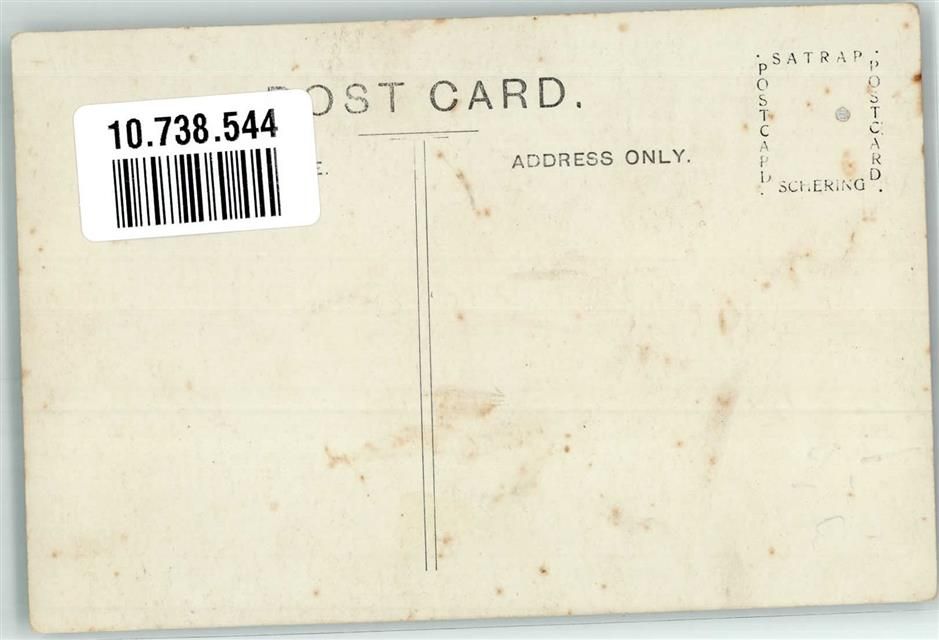 POST CARD.
10.738.544
ADDRESS ONLY.
SATRAP
POSTCARD
POSTCARD
SCHERING